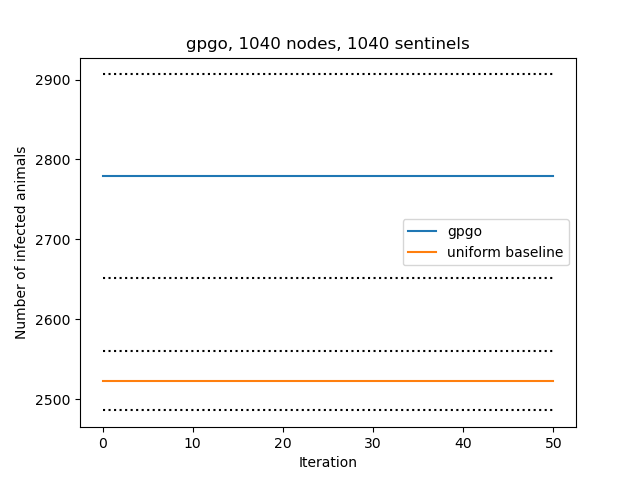 gpgo, 1040 nodes, 1040 sentinels
2900
2800
2700
2600
2500
Number of infected animals
gpgo
uniform baseline
0 10 20 30 40 50
Iteration